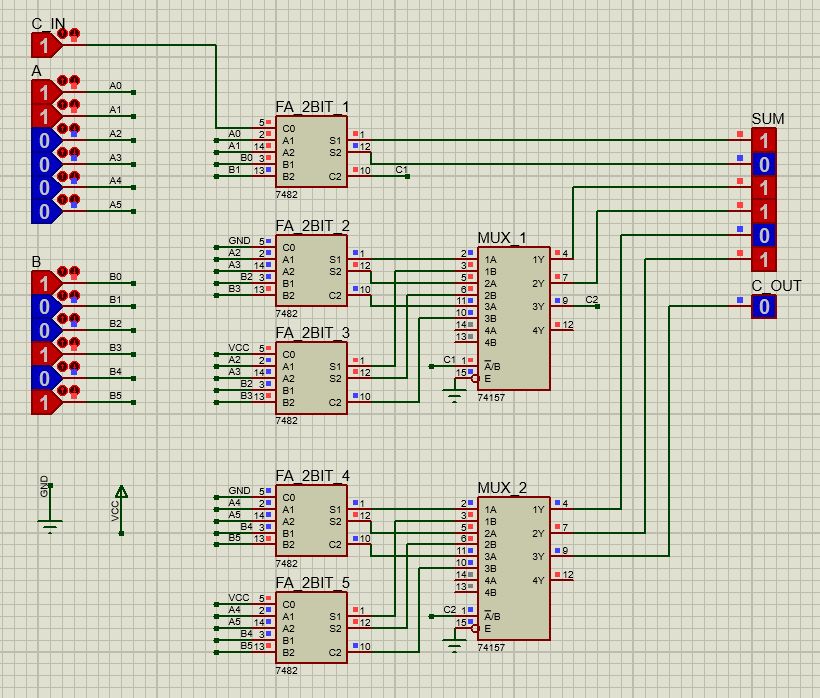 C_IN
1
A
1 A0
1 A1
0 A2
0 A3
0 A4
0 A5
B
1 B0
0 B1
0 B2
1 B3
0 B4
1 B5
GND
VCC
FA_2BIT_1
5 C0
A0 2 A1 S1 1
A1 14 A2 S2 12
B0 3 B1
B1 13 B2 C2 10 C1
7482
FA_2BIT_2
GND 5 C0
A2 2 A1 S1 1
A3 14 A2 S2 12
B2 3 B1
B3 13 B2 C2 10
7482
FA_2BIT_3
VCC 5 C0
A2 2 A1 S1 1
A3 14 A2 S2 12
B2 3 B1
B3 13 B2 C2 10
7482
MUX_1
2 1A 1Y 4
3 1B
5 2A 2Y 7
6 2B
11 3A 3Y 9 C2
10 3B
14 4A 4Y 12
13 4B
C1 1 A/B
15 E
74157
FA_2BIT_4
GND 5 C0
A4 2 A1 S1 1
A5 14 A2 S2 12
B4 3 B1
B5 13 B2 C2 10
7482
FA_2BIT_5
VCC 5 C0
A4 2 A1 S1 1
A5 14 A2 S2 12
B4 3 B1
B5 13 B2 C2 10
7482
MUX_2
2 1A 1Y 4
3 1B
5 2A 2Y 7
6 2B
11 3A 3Y 9
10 3B
14 4A 4Y 12
13 4B
C2 1 A/B
15 E
74157
SUM
1
0
1
1
0
1
C_OUT
0